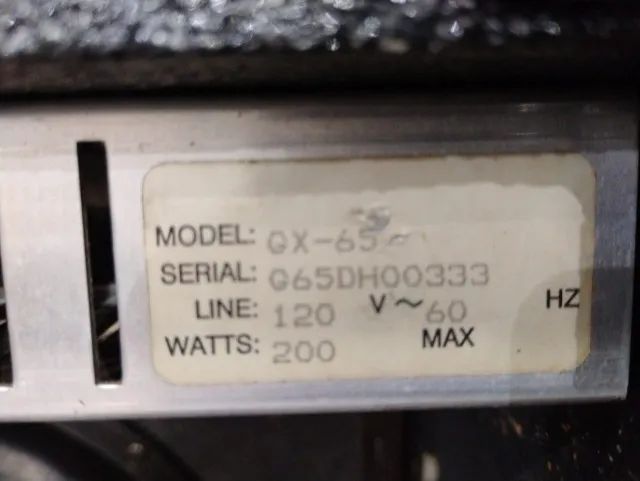 MODEL: GX-65
SERIAL: G65DH00333
LINE: 120 V~60 HZ
WATTS: 200 MAX